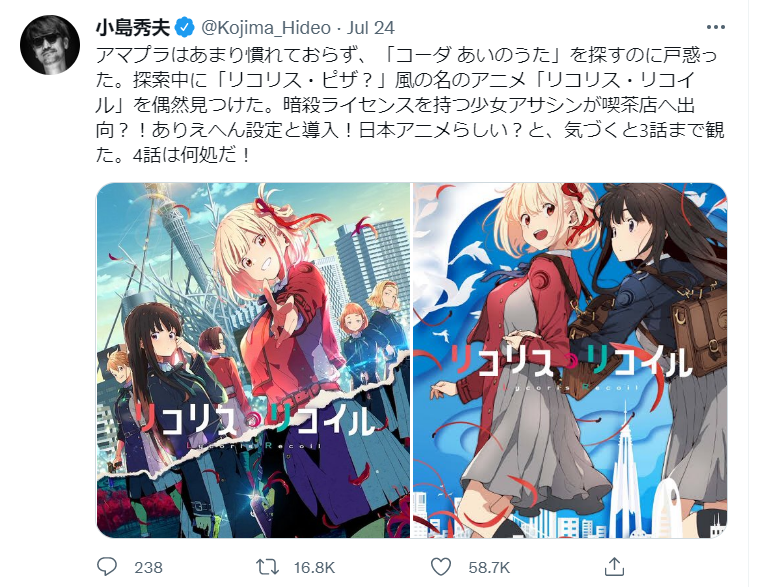 小島秀夫 @Kojima_Hideo · Jul 24
アマプラはあまり慣れておらず、「コーダ あいのうた」を探すのに戸惑っ
た。探索中に「リコリス・ピザ？」風の名のアニメ「リコリス・リコイ
ル」を偶然見つけた。暗殺ライセンスを持つ少女アサシンが喫茶店へ出
向？！ありえへん設定と導入！日本アニメらしい？と、気づくと3話まで観
た。4話は何処だ！
リコリス・リコイル
Lycoris Recoil
リコリス・リコイル
ycoris Recoil
238
16.8K
58.7K